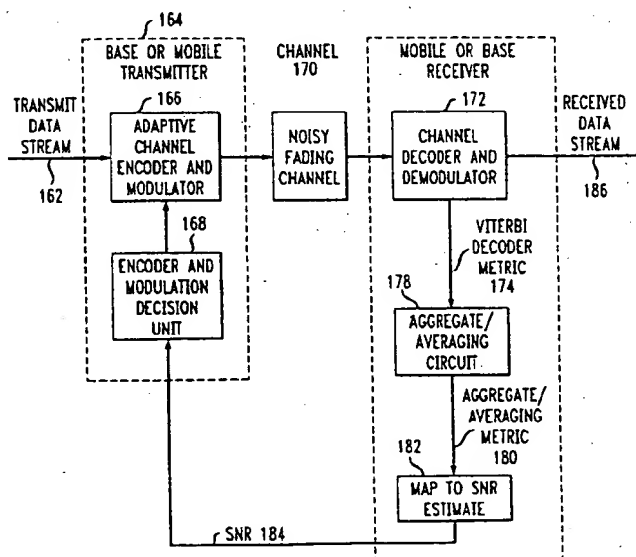 164
BASE OR MOBILE
TRANSMITTER
CHANNEL
170
MOBILE OR BASE
RECEIVER
TRANSMIT
DATA
STREAM
162
166
ADAPTIVE
CHANNEL
ENCODER AND
MODULATOR
NOISY
FADING
CHANNEL
172
CHANNEL
DECODER AND
DEMODULATOR
RECEIVED
DATA
STREAM
186
168
ENCODER AND
MODULATION
DECISION
UNIT
VITERBI
DECODER
METRIC
174
178
AGGREGATE/
AVERAGING
CIRCUIT
AGGREGATE/
AVERAGING
METRIC
180
182
MAP TO SNR
ESTIMATE
SNR 184